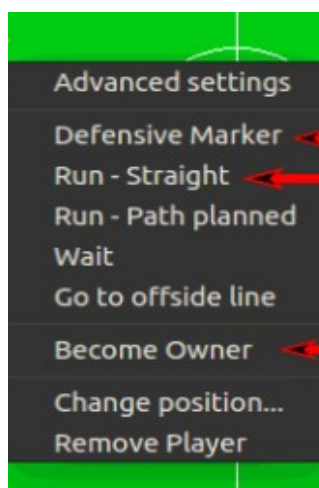 Advanced settings
Defensive Marker
Run - Straight
Run - Path planned
Wait
Go to offside line
Become Owner
Change position...
Remove Player